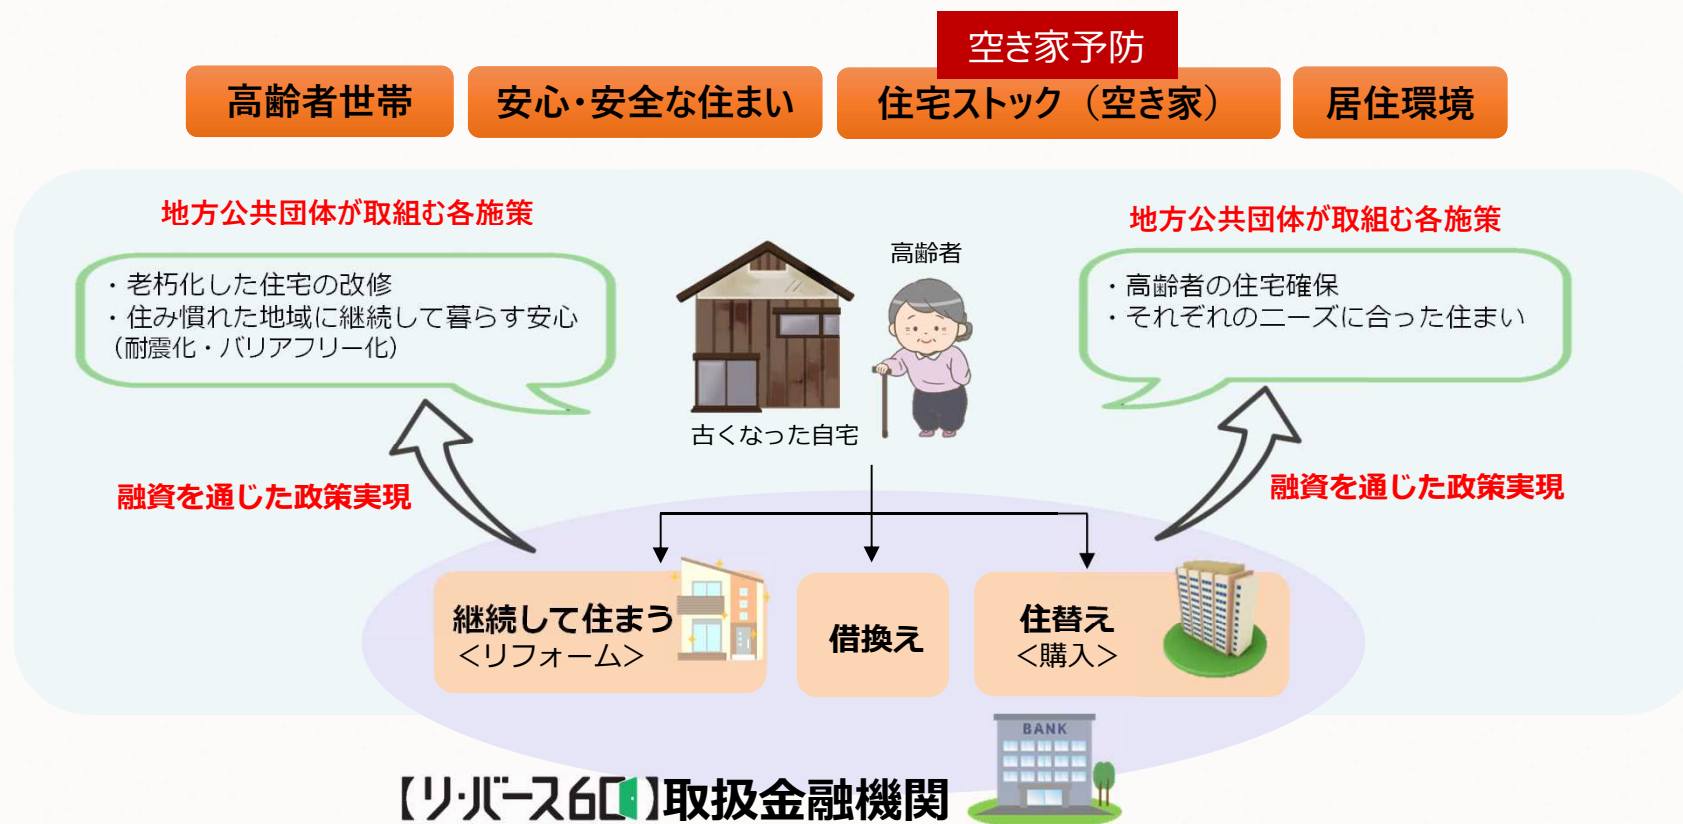 空き家予防
高齢者世帯
安心・安全な住まい
住宅ストック（空き家）
居住環境
地方公共団体が取組む各施策
・老朽化した住宅の改修
・住み慣れた地域に継続して暮らす安心
（耐震化・バリアフリー化）
高齢者
古くなった自宅
地方公共団体が取組む各施策
・高齢者の住宅確保
・それぞれのニーズに合った住まい
融資を通じた政策実現
融資を通じた政策実現
継続して住まう
＜リフォーム＞
借換え
住替え
＜購入＞
BANK
【リ・バース60】取扱金融機関